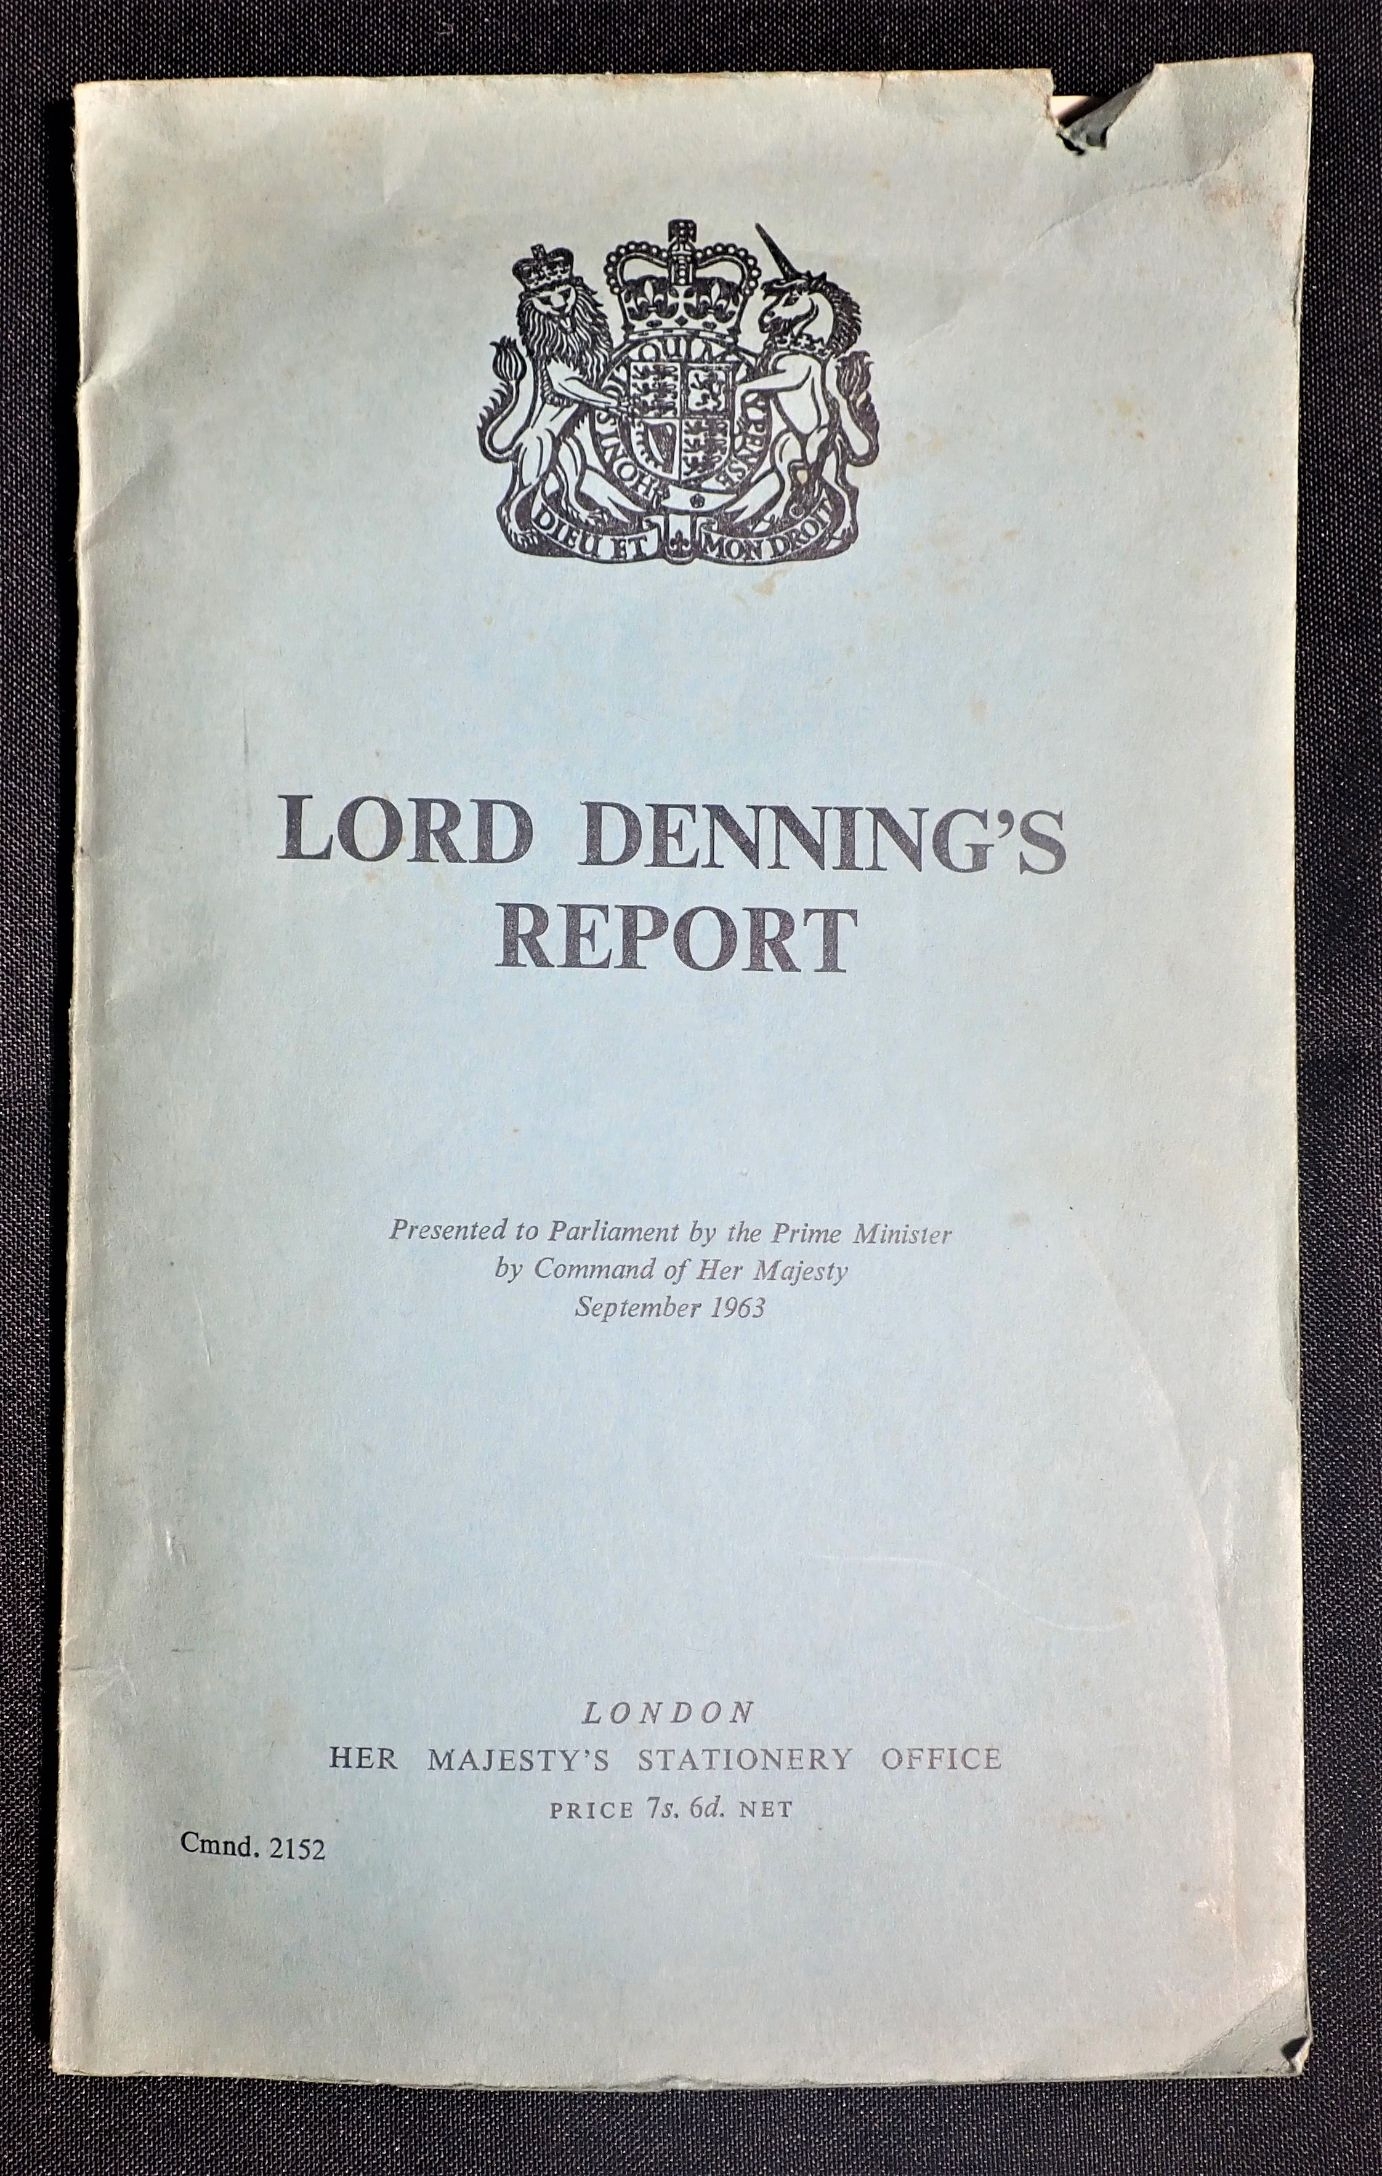 HONI SOIT QUI MAL Y PENSE
DIEU ET MON DROIT
LORD DENNING’S
REPORT
Presented to Parliament by the Prime Minister
by Command of Her Majesty
September 1963
LONDON
HER MAJESTY’S STATIONERY OFFICE
PRICE 7s. 6d. NET
Cmnd. 2152